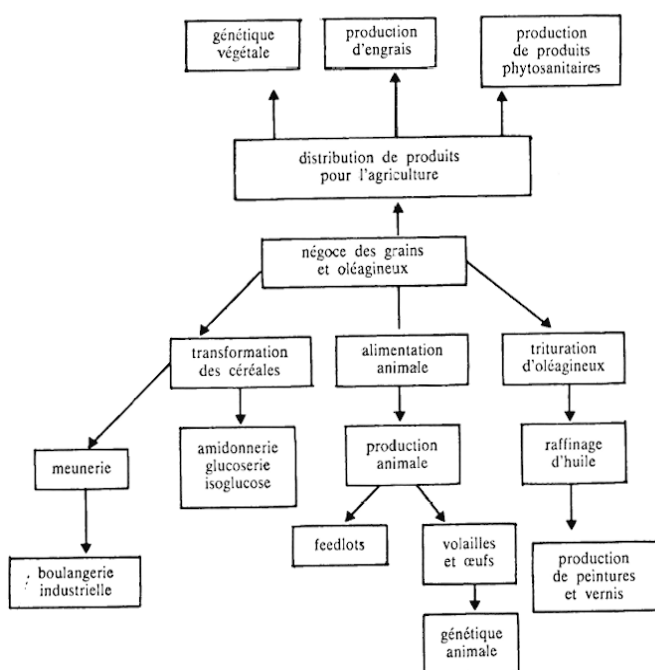 génétique
végétale
production
d'engrais
production
de produits
phytosanitaires
distribution de produits
pour l'agriculture
négoce des grains
et oléagineux
transformation
des céréales
alimentation
animale
trituration
d'oléagineux
meunerie
amidonnerie
glucoserie
isoglucose
production
animale
raffinage
d'huile
boulangerie
industrielle
feedlots
volailles
et œufs
production
de peintures
et vernis
génétique
animale